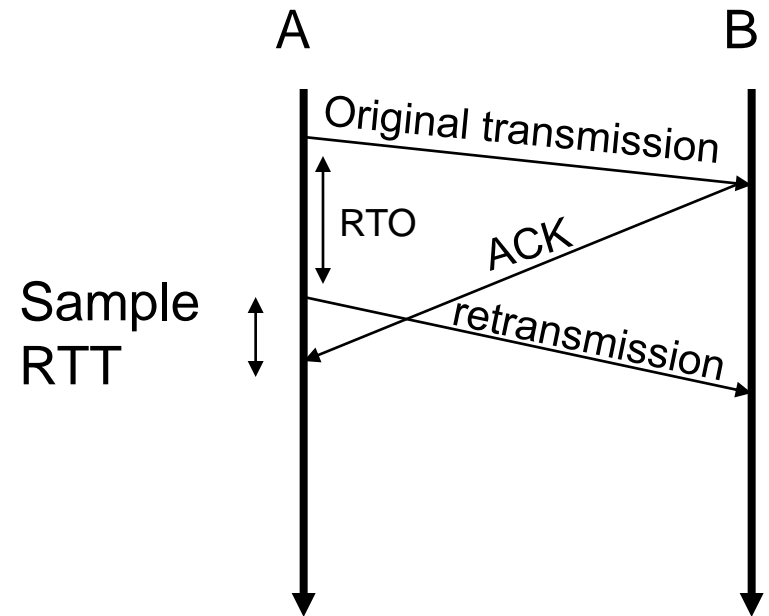 A
B
Original transmission
RTO
ACK
Sample
RTT
retransmission